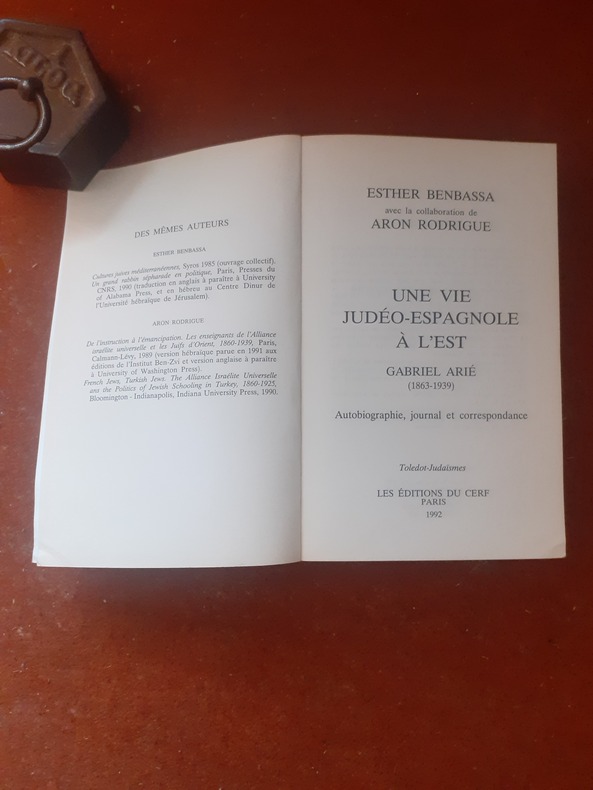 DES MÊMES AUTEURS
ESTHER BENBASSA
Cultures juives méditerranéennes, Syros 1985 (ouvrage collectif).
Un grand rabbin sépharade en politique, Paris, Presses du
CNRS, 1990 (traduction en anglais à paraître à University
of Alabama Press, et en hébreu au Centre Dinur de
l'Université hébraïque de Jérusalem).
ARON RODRIGUE
De l'instruction à l'émancipation. Les enseignants de l'Alliance
israélite universelle et les Juifs d'Orient, 1860-1939, Paris,
Calmann-Lévy, 1989 (version hébraïque parue en 1991 aux
éditions de l'Institut Ben-Zvi et version anglaise à paraître
à University of Washington Press).
French Jews, Turkish Jews. The Alliance Israélite Universelle
ans the Politics of Jewish Schooling in Turkey, 1860-1925,
Bloomington - Indianapolis, Indiana University Press, 1990.
ESTHER BENBASSA
avec la collaboration de
ARON RODRIGUE
UNE VIE
JUDÉO-ESPAGNOLE
À L'EST
GABRIEL ARIÉ
(1863-1939)
Autobiographie, journal et correspondance
Toledot-Judaïsmes
LES ÉDITIONS DU CERF
PARIS
1992